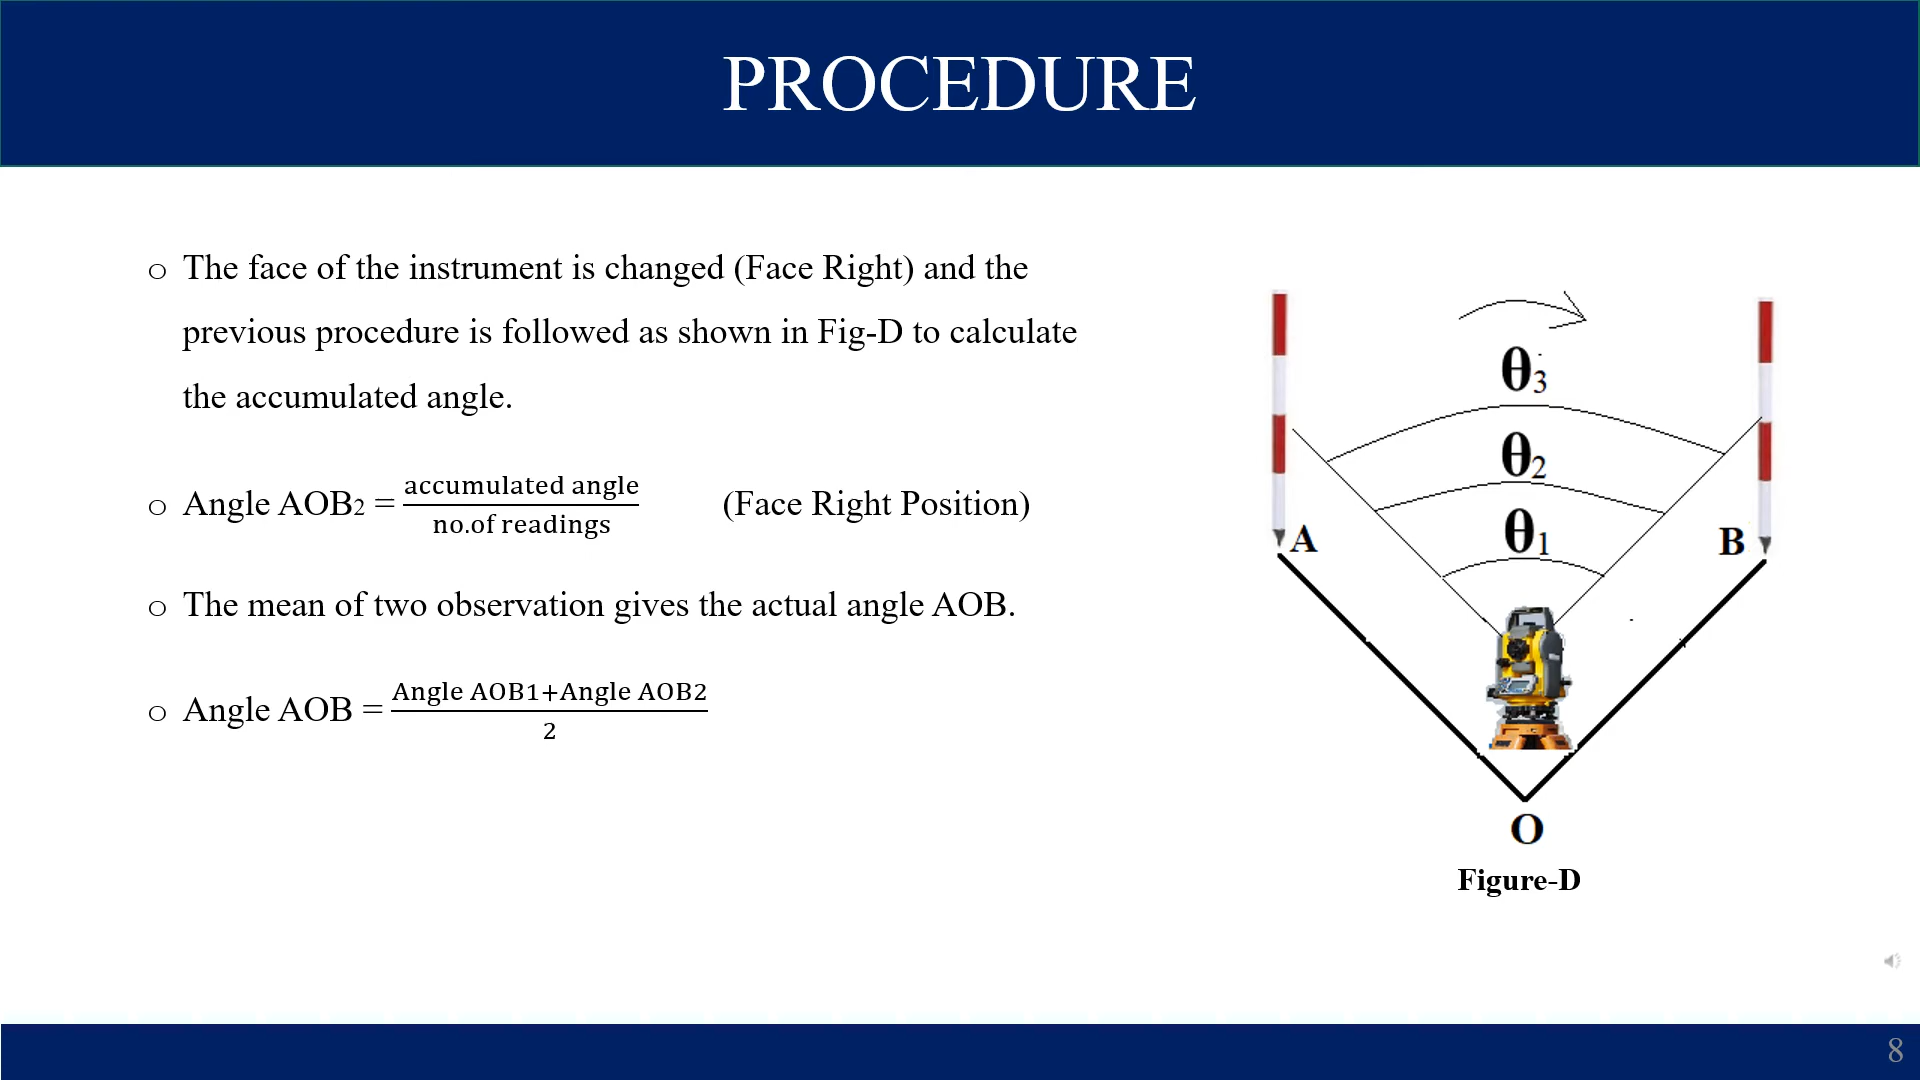 PROCEDURE
o The face of the instrument is changed (Face Right) and the
previous procedure is followed as shown in Fig-D to calculate
the accumulated angle.
o Angle AOB2 = accumulated angle / no.of readings (Face Right Position)
o The mean of two observation gives the actual angle AOB.
o Angle AOB = Angle AOB1+Angle AOB2 / 2
θ3
θ2
θ1
A
B
O
Figure-D
8